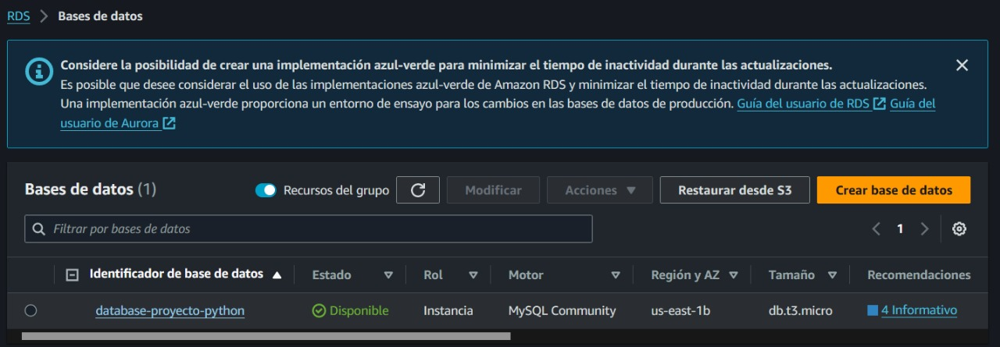 RDS > Bases de datos
Considere la posibilidad de crear una implementación azul-verde para minimizar el tiempo de inactividad durante las actualizaciones.
Es posible que desee considerar el uso de las implementaciones azul-verde de Amazon RDS y minimizar el tiempo de inactividad durante las actualizaciones.
Una implementación azul-verde proporciona un entorno de ensayo para los cambios en las bases de datos de producción. Guía del usuario de RDS Guía del
usuario de Aurora
Bases de datos (1) Recursos del grupo Modificar Acciones Restaurar desde S3 Crear base de datos
Filtrar por bases de datos 1
Identificador de base de datos Estado Rol Motor Región y AZ Tamaño Recomendaciones
database-proyecto-python Disponible Instancia MySQL Community us-east-1b db.t3.micro 4 Informativo